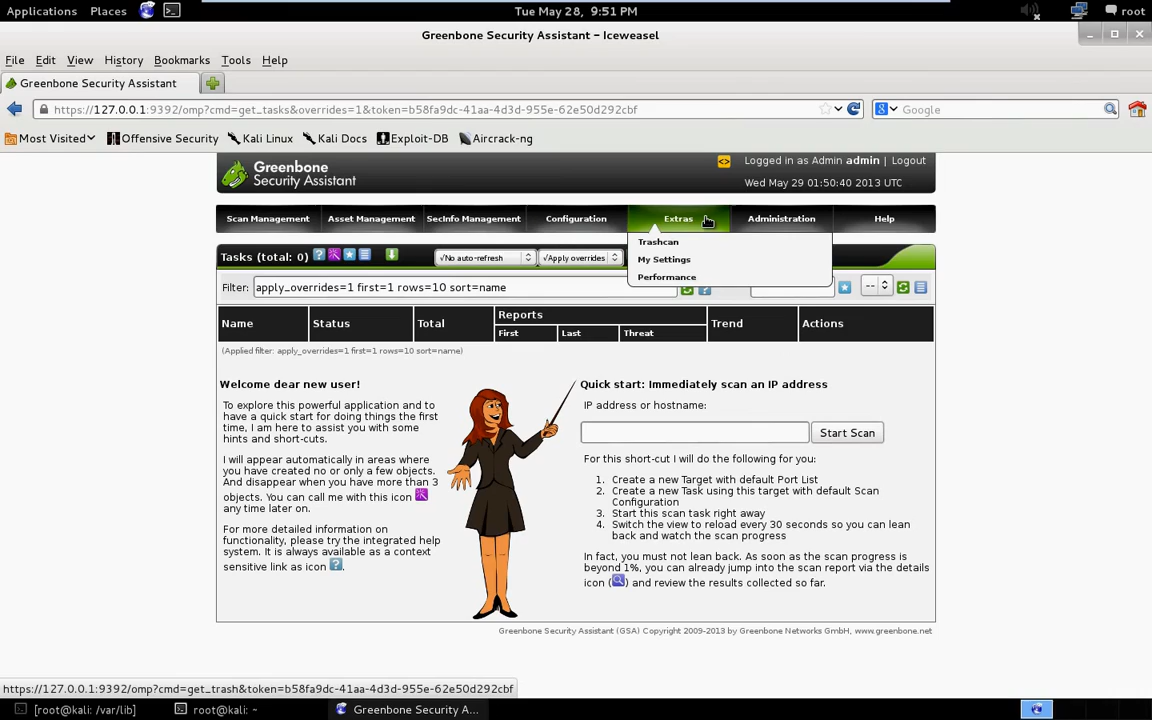 Applications Places Tue May 28, 9:51 PM root
Greenbone Security Assistant - Iceweasel
File Edit View History Bookmarks Tools Help
Greenbone Security Assistant
https://127.0.0.1:9392/omp?cmd=get_tasks&overrides=1&token=b58fa9dc-41aa-4d3d-955e-62e50d292cbf Google
Most Visited Offensive Security Kali Linux Kali Docs Exploit-DB Aircrack-ng
Greenbone
Security Assistant
Logged in as Admin admin | Logout
Wed May 29 01:50:40 2013 UTC
Scan Management Asset Management SecInfo Management Configuration Extras Administration Help
Trashcan
My Settings
Performance
Tasks (total: 0) √No auto-refresh √Apply overrides
Filter: apply_overrides=1 first=1 rows=10 sort=name --
Name Status Total Reports Trend Actions
First Last Threat
(Applied filter: apply_overrides=1 first=1 rows=10 sort=name)
Welcome dear new user!
To explore this powerful application and to
have a quick start for doing things the first
time, I am here to assist you with some
hints and short-cuts.
I will appear automatically in areas where
you have created no or only a few objects.
And disappear when you have more than 3
objects. You can call me with this icon
any time later on.
For more detailed information on
functionality, please try the integrated help
system. It is always available as a context
sensitive link as icon ?.
Quick start: Immediately scan an IP address
IP address or hostname:
Start Scan
For this short-cut I will do the following for you:
1. Create a new Target with default Port List
2. Create a new Task using this target with default Scan
Configuration
3. Start this scan task right away
4. Switch the view to reload every 30 seconds so you can lean
back and watch the scan progress
In fact, you must not lean back. As soon as the scan progress is
beyond 1%, you can already jump into the scan report via the details
icon ( ) and review the results collected so far.
Greenbone Security Assistant (GSA) Copyright 2009-2013 by Greenbone Networks GmbH, www.greenbone.net
https://127.0.0.1:9392/omp?cmd=get_trash&token=b58fa9dc-41aa-4d3d-955e-62e50d292cbf
[root@kali: /var/lib] root@kali: ~ Greenbone Security A...